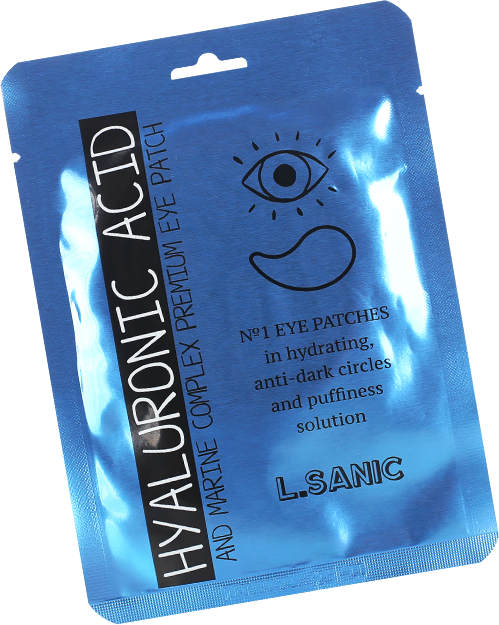 HYALURONIC ACID
AND MARINE COMPLEX PREMIUM EYE PATCH
Nº1 EYE PATCHES
in hydrating,
anti-dark circles
and puffiness
solution
L.SANIC